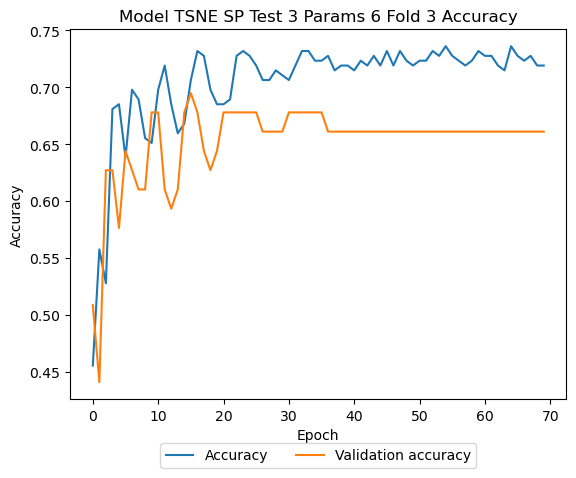 Model TSNE SP Test 3 Params 6 Fold 3 Accuracy
0.75
0.70
0.65
0.60
0.55
0.50
0.45
Accuracy
0 10 20 30 40 50 60 70
Epoch
Accuracy Validation accuracy